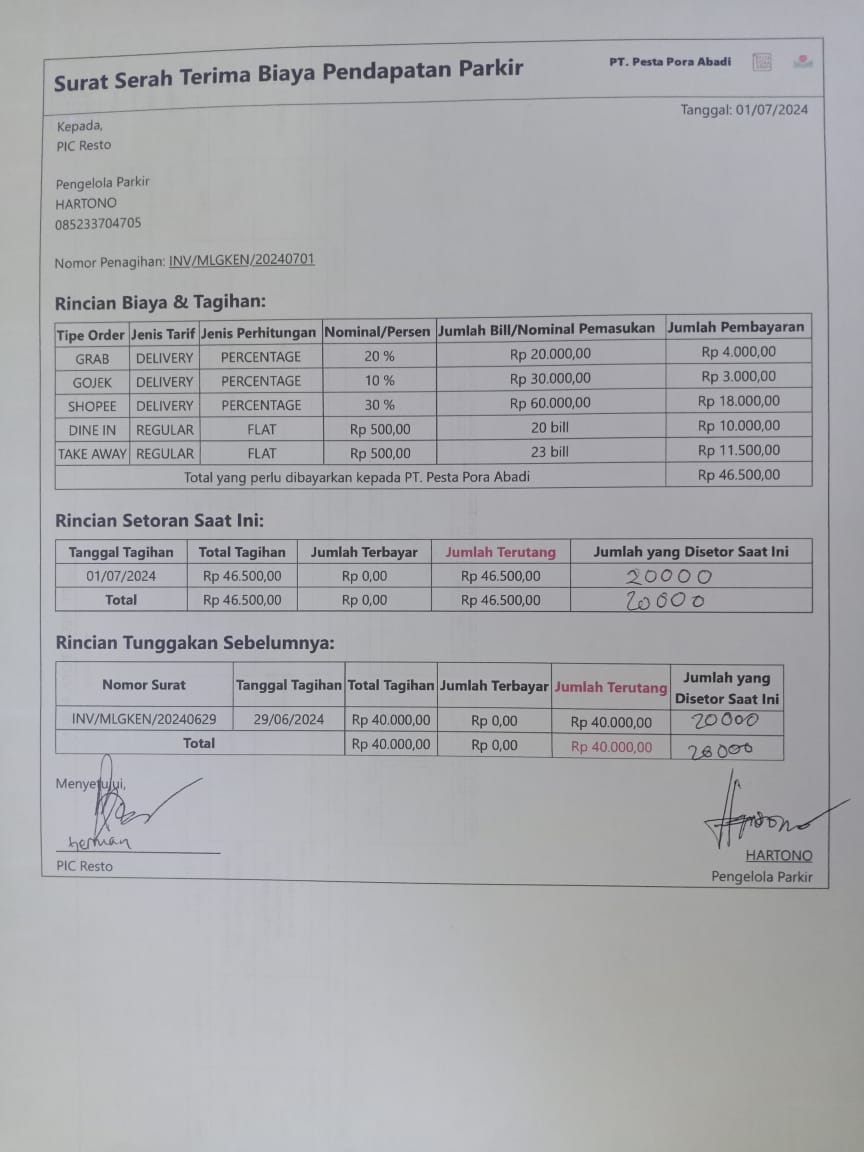 Surat Serah Terima Biaya Pendapatan Parkir
PT. Pesta Pora Abadi
Tanggal: 01/07/2024
Kepada,
PIC Resto
Pengelola Parkir
HARTONO
085233704705
Nomor Penagihan: INV/MLGKEN/20240701
Rincian Biaya & Tagihan:
Tipe Order Jenis Tarif Jenis Perhitungan Nominal/Persen Jumlah Bill/Nominal Pemasukan Jumlah Pembayaran
GRAB DELIVERY PERCENTAGE 20 % Rp 20.000,00 Rp 4.000,00
GOJEK DELIVERY PERCENTAGE 10 % Rp 30.000,00 Rp 3.000,00
SHOPEE DELIVERY PERCENTAGE 30 % Rp 60.000,00 Rp 18.000,00
DINE IN REGULAR FLAT Rp 500,00 20 bill Rp 10.000,00
TAKE AWAY REGULAR FLAT Rp 500,00 23 bill Rp 11.500,00
Total yang perlu dibayarkan kepada PT. Pesta Pora Abadi Rp 46.500,00
Rincian Setoran Saat Ini:
Tanggal Tagihan Total Tagihan Jumlah Terbayar Jumlah Terutang Jumlah yang Disetor Saat Ini
01/07/2024 Rp 46.500,00 Rp 0,00 Rp 46.500,00 20000
Total Rp 46.500,00 Rp 0,00 Rp 46.500,00 20000
Rincian Tunggakan Sebelumnya:
Nomor Surat Tanggal Tagihan Total Tagihan Jumlah Terbayar Jumlah Terutang Jumlah yang
Disetor Saat Ini
INV/MLGKEN/20240629 29/06/2024 Rp 40.000,00 Rp 0,00 Rp 40.000,00 20000
Total Rp 40.000,00 Rp 0,00 Rp 40.000,00
Menyetujui,
herman
PIC Resto
Hartono
HARTONO
Pengelola Parkir